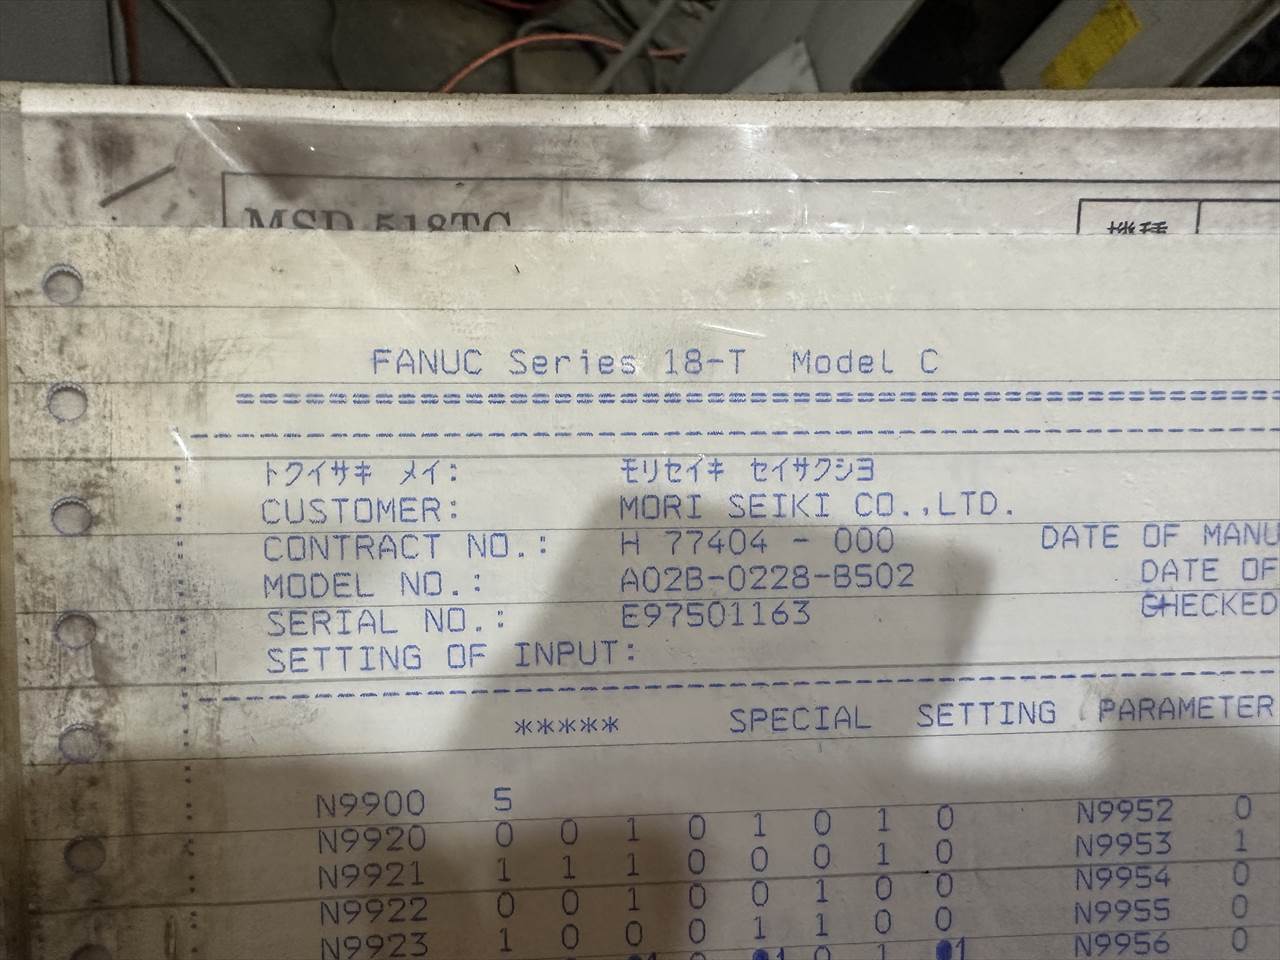 MSD-518TC
機種
FANUC Series 18-T Model C
トクイサキ メイ: モリセイキ セイサクシヨ
CUSTOMER: MORI SEIKI CO.,LTD.
CONTRACT NO.: H 77404 - 000 DATE OF MANU
MODEL NO.: A02B-0228-B502 DATE OF
SERIAL NO.: E97501163 CHECKED
SETTING OF INPUT:
***** SPECIAL SETTING PARAMETER
N9900 5
N9920 0 0 1 0 1 0 1 0 N9952 0
N9921 1 1 1 0 0 0 1 0 N9953 1
N9922 0 0 1 0 0 1 0 0 N9954 0
N9923 1 0 0 0 1 1 0 0 N9955 0
N9956 0